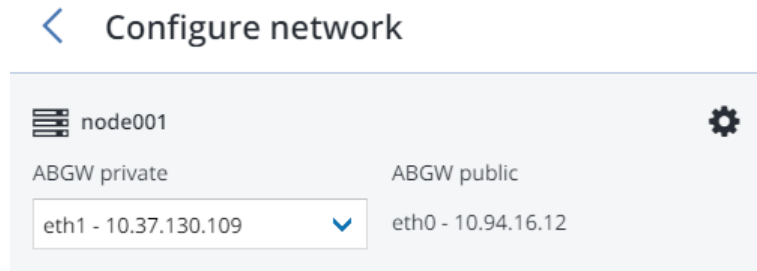 Configure network
node001
ABGW private
ABGW public
eth1 - 10.37.130.109
eth0 - 10.94.16.12